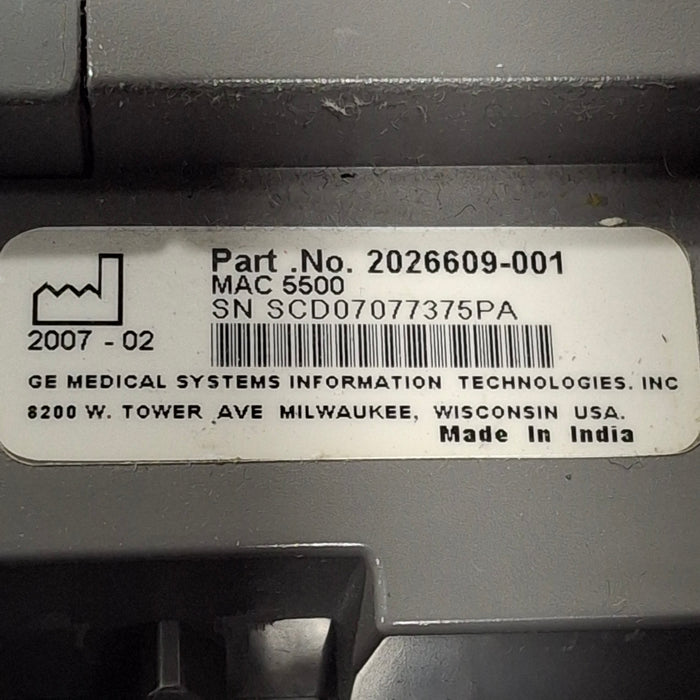 Part .No. 2026609-001
MAC 5500
SN SCD07077375PA
2007 - 02
GE MEDICAL SYSTEMS INFORMATION TECHNOLOGIES. INC
8200 W. TOWER AVE MILWAUKEE, WISCONSIN USA.
Made In India